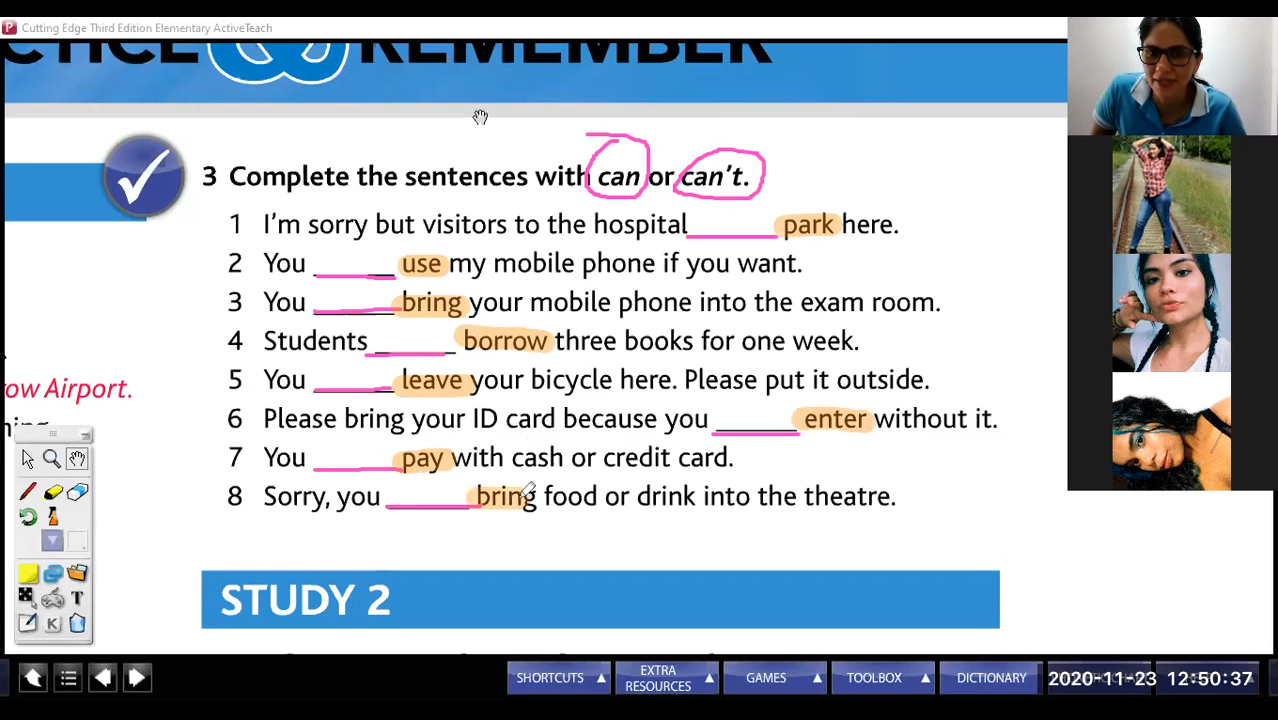 Cutting Edge Third Edition Elementary ActiveTeach
REMEMBER
3 Complete the sentences with can or can't.
1 I'm sorry but visitors to the hospital ______ park here.
2 You ______ use my mobile phone if you want.
3 You ______ bring your mobile phone into the exam room.
4 Students ______ borrow three books for one week.
5 You ______ leave your bicycle here. Please put it outside.
6 Please bring your ID card because you ______ enter without it.
7 You ______ pay with cash or credit card.
8 Sorry, you ______ bring food or drink into the theatre.
row Airport.
STUDY 2
SHORTCUTS
EXTRA RESOURCES
GAMES
TOOLBOX
DICTIONARY
2020-11-23 12:50:37